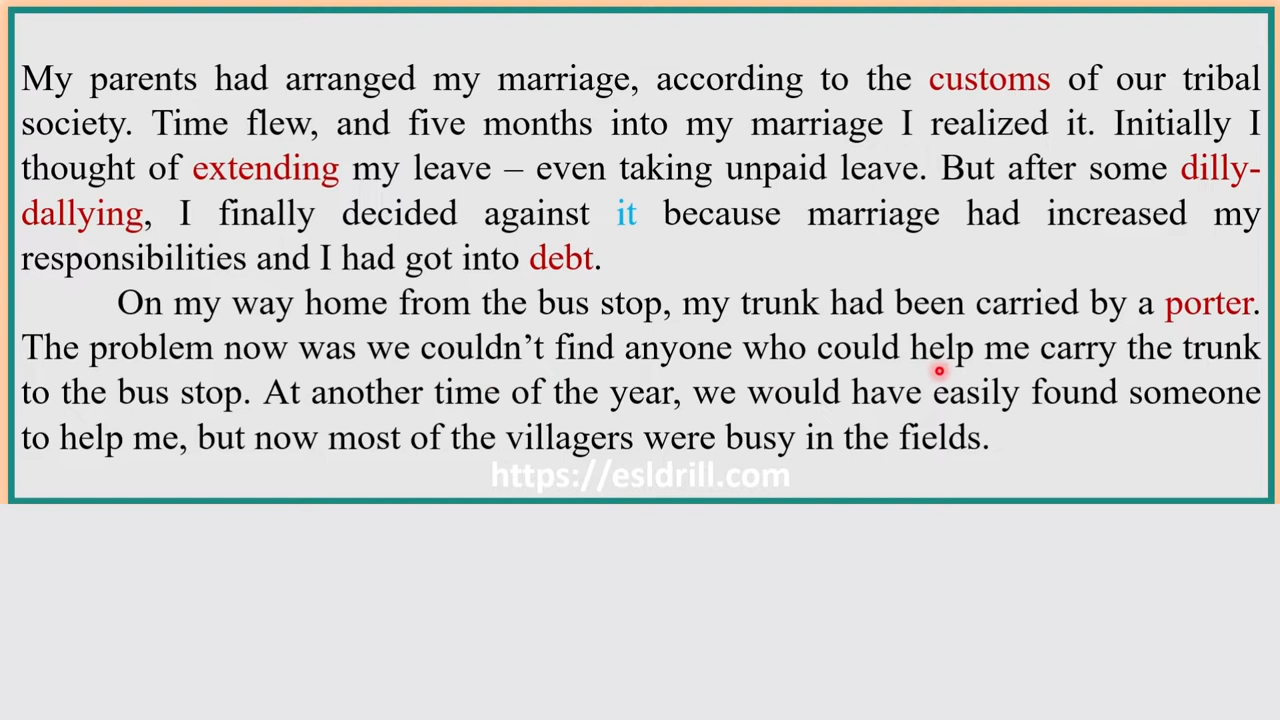 My parents had arranged my marriage, according to the customs of our tribal
society. Time flew, and five months into my marriage I realized it. Initially I
thought of extending my leave – even taking unpaid leave. But after some dilly-
dallying, I finally decided against it because marriage had increased my
responsibilities and I had got into debt.
On my way home from the bus stop, my trunk had been carried by a porter.
The problem now was we couldn’t find anyone who could help me carry the trunk
to the bus stop. At another time of the year, we would have easily found someone
to help me, but now most of the villagers were busy in the fields.
https://esldrill.com